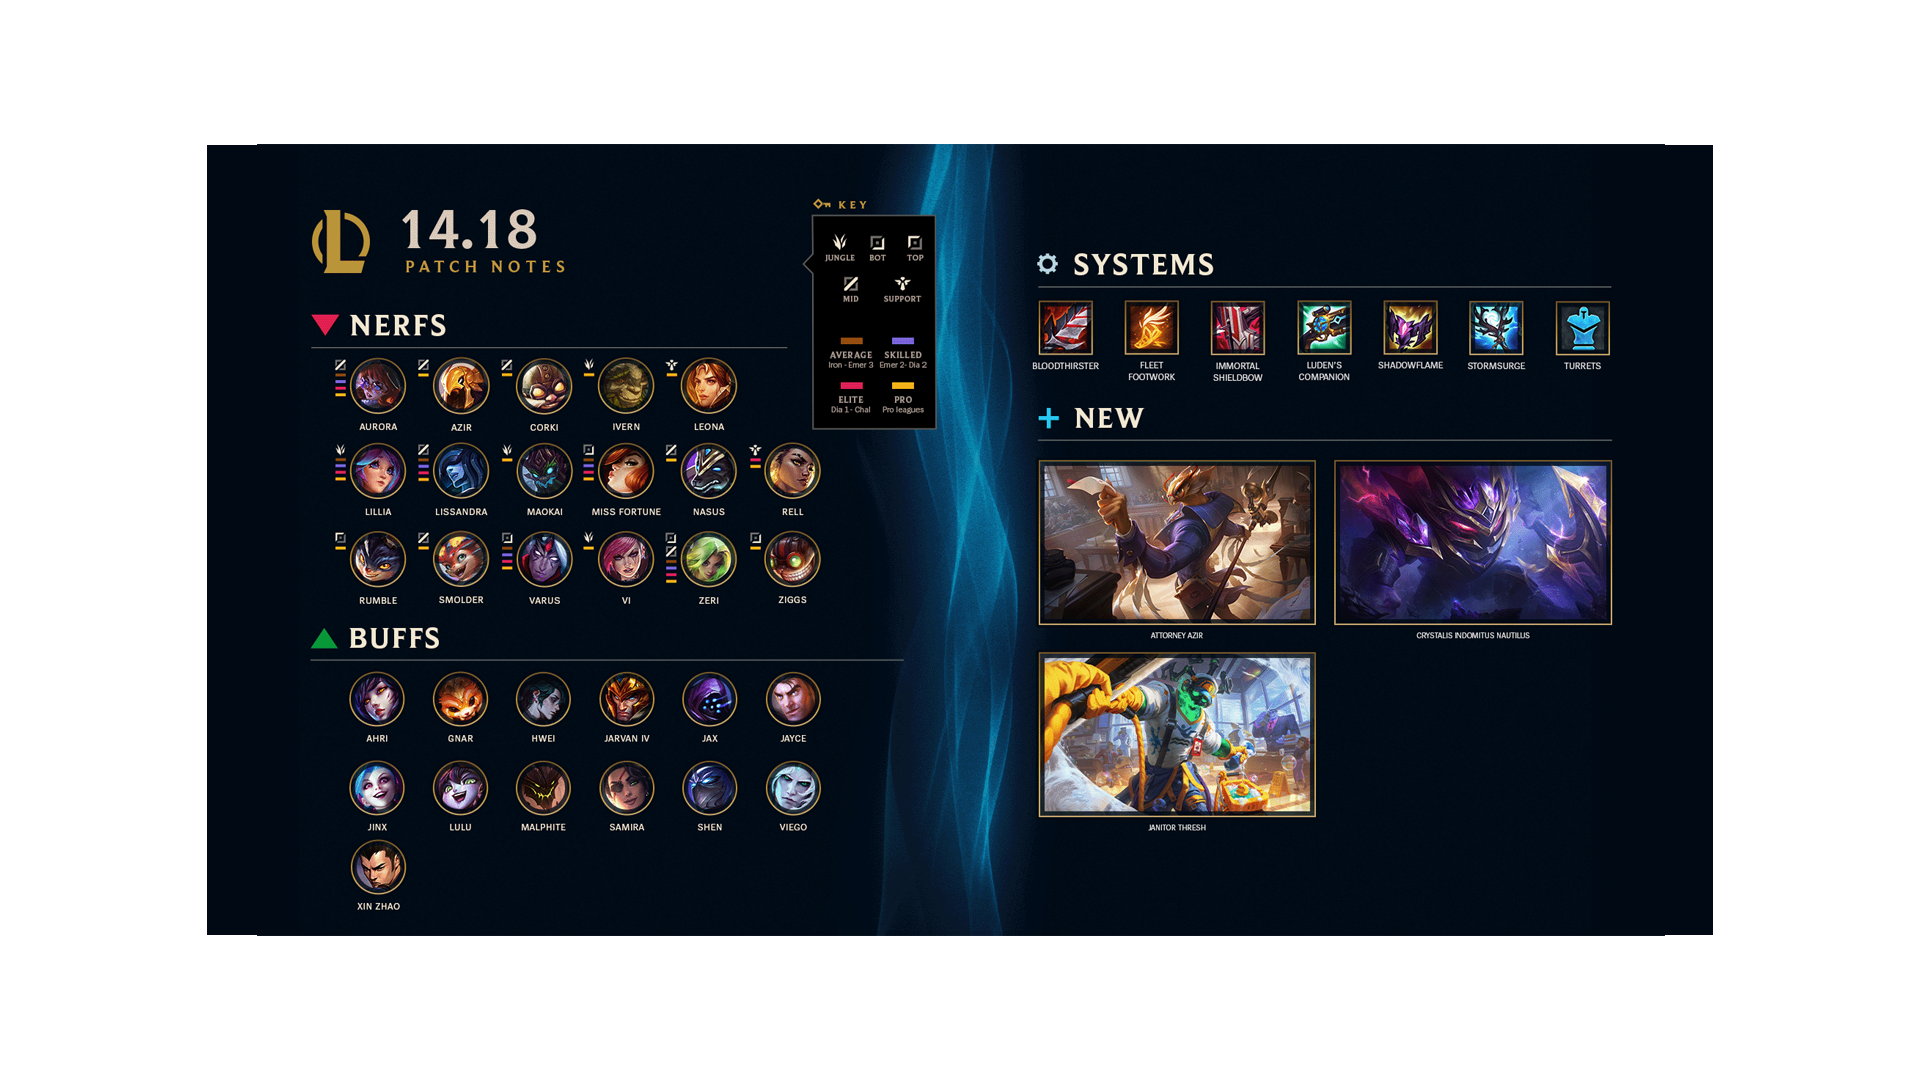 14.18
PATCH NOTES
NERFS
AURORA
AZIR
CORKI
IVERN
LEONA
LILLIA
LISSANDRA
MAOKAI
MISS FORTUNE
NASUS
RELL
RUMBLE
SMOLDER
VARUS
VI
ZERI
ZIGGS
BUFFS
AHRI
GNAR
HWEI
JARVAN IV
JAX
JAYCE
JINX
LULU
MALPHITE
SAMIRA
SHEN
VIEGO
XIN ZHAO
KEY
JUNGLE
BOT
TOP
MID
SUPPORT
AVERAGE
Iron - Emer 3
SKILLED
Emer 2- Dia 2
ELITE
Dia 1 - Chal
PRO
Pro leagues
SYSTEMS
BLOODTHIRSTER
FLEET
FOOTWORK
IMMORTAL
SHIELDBOW
LUDEN'S
COMPANION
SHADOWFLAME
STORMSURGE
TURRETS
NEW
ATTORNEY AZIR
CRYSTALIS INDOMITUS NAUTILUS
JANITOR THRESH